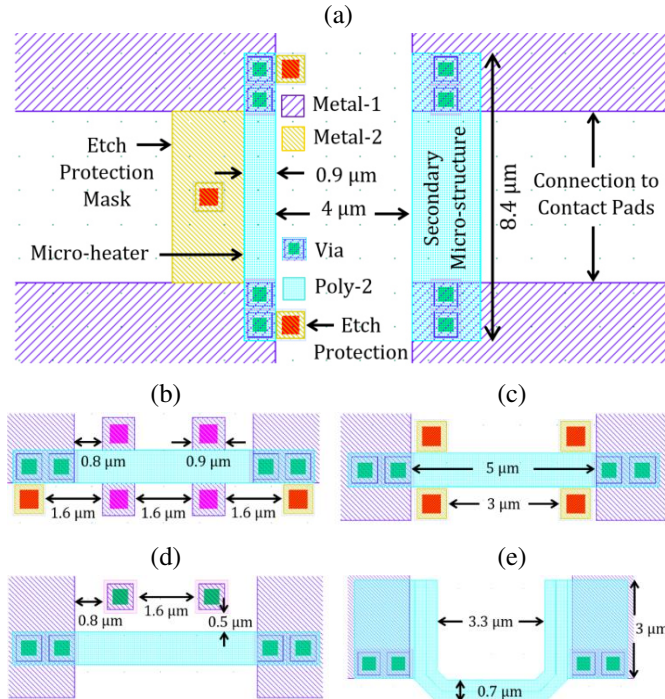 (a)
Metal-1
Metal-2
Etch
Protection
Mask
0.9 μm
4 μm
Micro-heater
Via
Poly-2
Etch
Protection
Secondary
Micro-structure
8.4 μm
Connection to
Contact Pads
(b)
0.8 μm
0.9 μm
1.6 μm
1.6 μm
1.6 μm
(c)
5 μm
3 μm
(d)
0.8 μm
1.6 μm
0.5 μm
(e)
3.3 μm
3 μm
0.7 μm